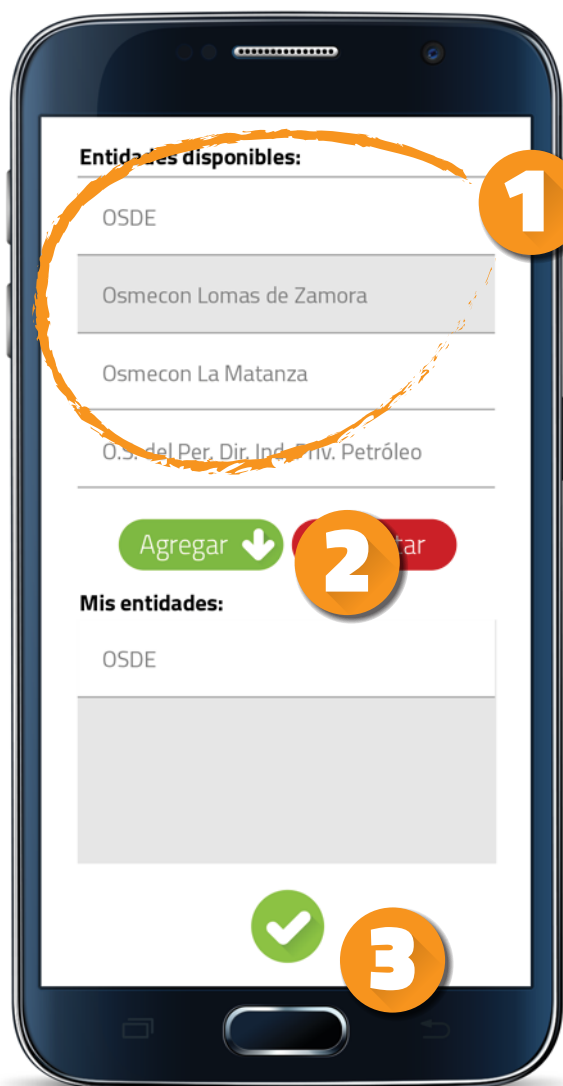 Entidades disponibles:
1
OSDE
Osmecon Lomas de Zamora
Osmecon La Matanza
O.S. del Per. Dir. Ind. Priv. Petróleo
Agregar
2
Mis entidades:
OSDE
3